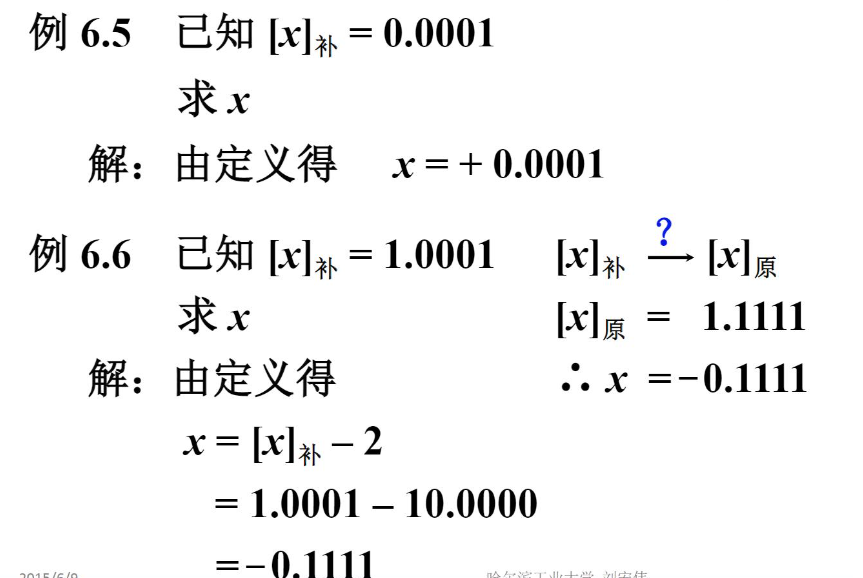 例 6.5 已知 [x]补 = 0.0001
求 x
解：由定义得 x = + 0.0001
例 6.6 已知 [x]补 = 1.0001 [x]补 ⟶ [x]原
?
求 x [x]原 = 1.1111
解：由定义得 ∴ x = – 0.1111
x = [x]补 – 2
= 1.0001 – 10.0000
= – 0.1111
2015/6/9 哈尔滨工业大学 刘宏伟